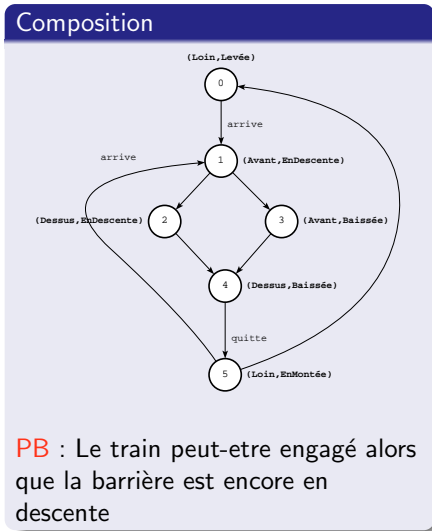 Composition
(Loin,Levée)
0
arrive
arrive
1
(Avant,EnDescente)
(Dessus,EnDescente)
2
3
(Avant,Baissée)
4
(Dessus,Baissée)
quitte
5
(Loin,EnMontée)
PB : Le train peut-etre engagé alors
que la barrière est encore en
descente